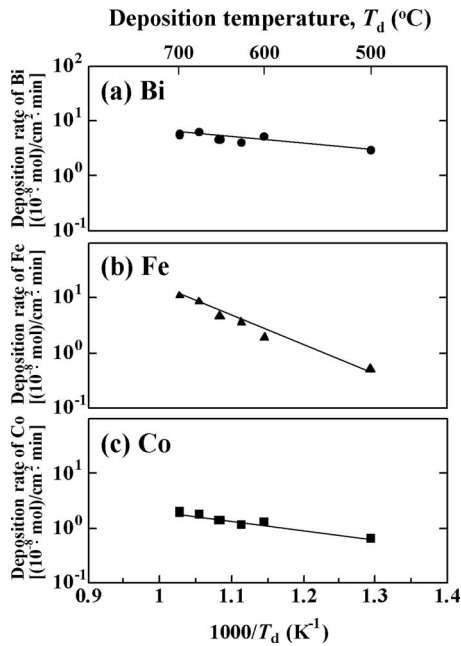 Deposition temperature, T_d (°C)
700 600 500
Deposition rate of Bi
[(10⁻⁸· mol)/cm²· min]
10²
10¹
10⁰
10⁻¹
(a) Bi
Deposition rate of Fe
[(10⁻⁸· mol)/cm²· min]
10¹
10⁰
10⁻¹
(b) Fe
Deposition rate of Co
[(10⁻⁸· mol)/cm²· min]
10¹
10⁰
10⁻¹
(c) Co
0.9 1 1.1 1.2 1.3 1.4
1000/T_d (K⁻¹)